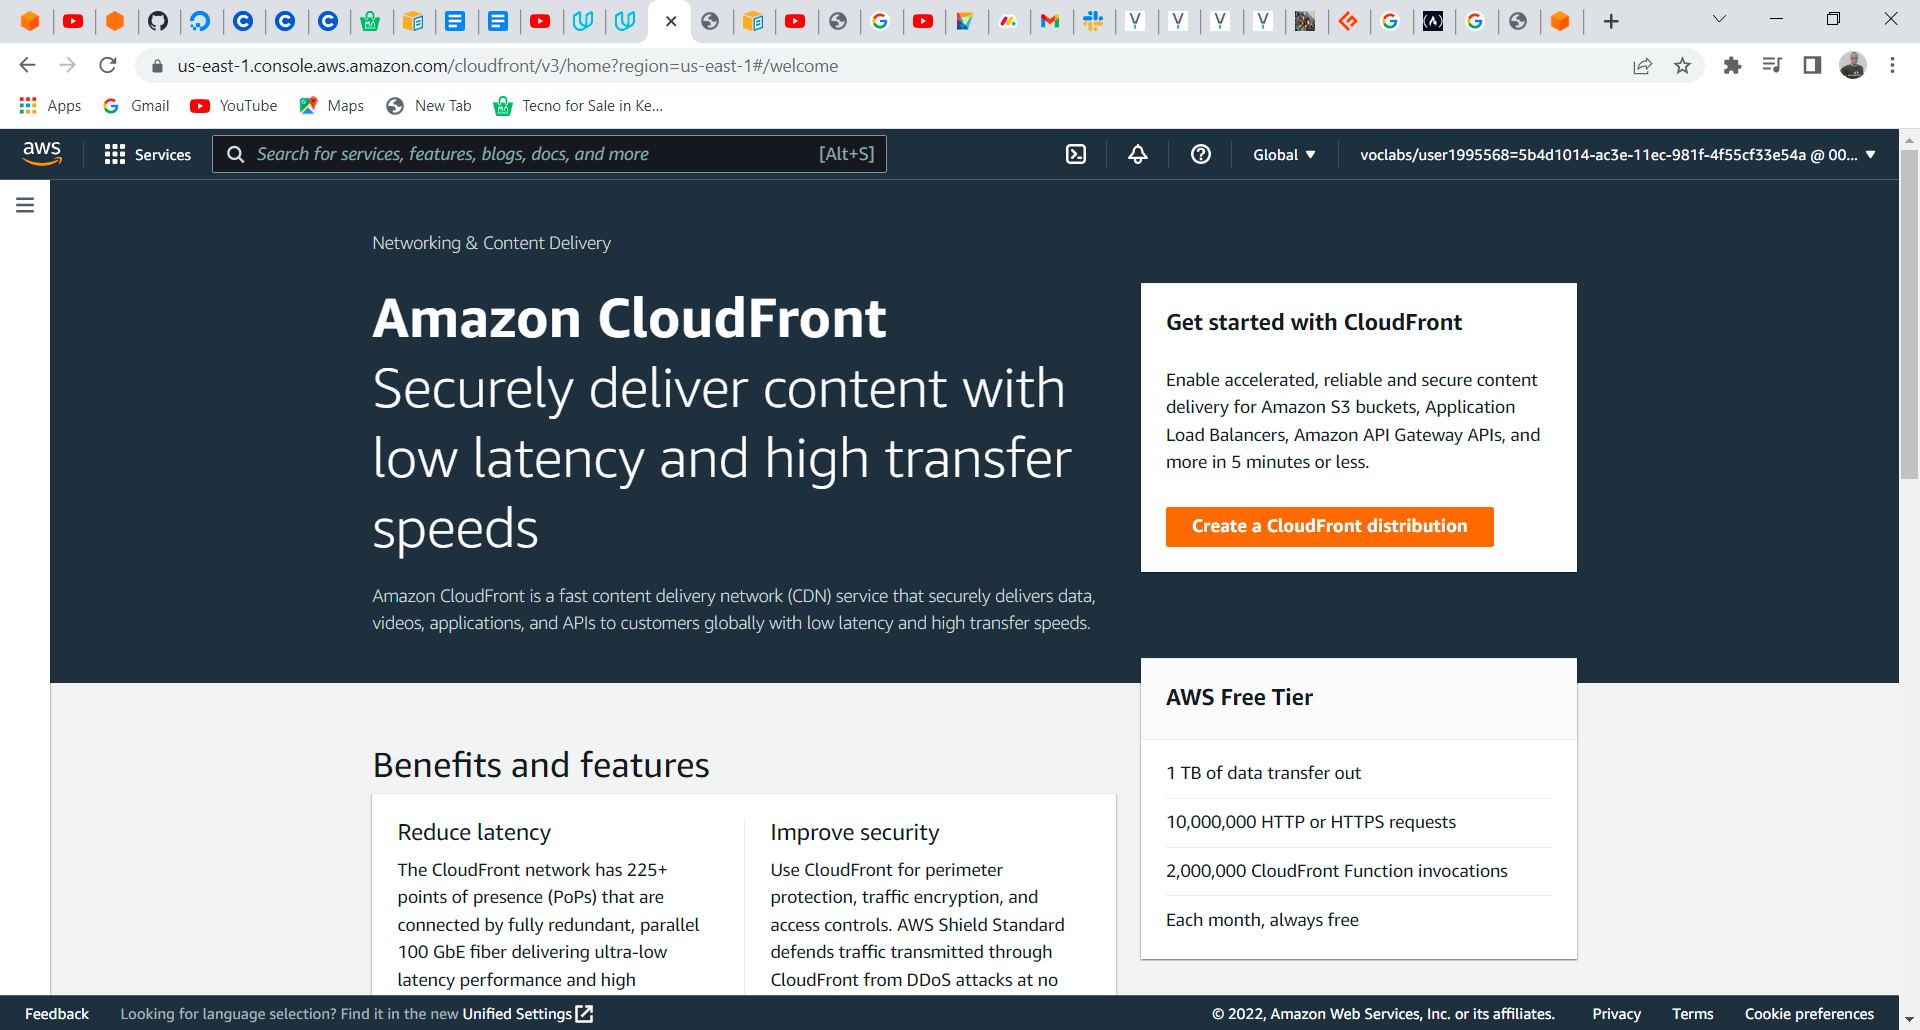 us-east-1.console.aws.amazon.com/cloudfront/v3/home?region=us-east-1#/welcome
Apps
Gmail
YouTube
Maps
New Tab
Tecno for Sale in Ke...
aws
Services
Search for services, features, blogs, docs, and more
[Alt+S]
Global
voclabs/user1995568=5b4d1014-ac3e-11ec-981f-4f55cf33e54a @ 00...
Networking & Content Delivery
Amazon CloudFront
Securely deliver content with
low latency and high transfer
speeds
Amazon CloudFront is a fast content delivery network (CDN) service that securely delivers data,
videos, applications, and APIs to customers globally with low latency and high transfer speeds.
Get started with CloudFront
Enable accelerated, reliable and secure content
delivery for Amazon S3 buckets, Application
Load Balancers, Amazon API Gateway APIs, and
more in 5 minutes or less.
Create a CloudFront distribution
AWS Free Tier
1 TB of data transfer out
10,000,000 HTTP or HTTPS requests
2,000,000 CloudFront Function invocations
Each month, always free
Benefits and features
Reduce latency
The CloudFront network has 225+
points of presence (PoPs) that are
connected by fully redundant, parallel
100 GbE fiber delivering ultra-low
latency performance and high
Improve security
Use CloudFront for perimeter
protection, traffic encryption, and
access controls. AWS Shield Standard
defends traffic transmitted through
CloudFront from DDoS attacks at no
Feedback
Looking for language selection? Find it in the new Unified Settings
© 2022, Amazon Web Services, Inc. or its affiliates.
Privacy
Terms
Cookie preferences